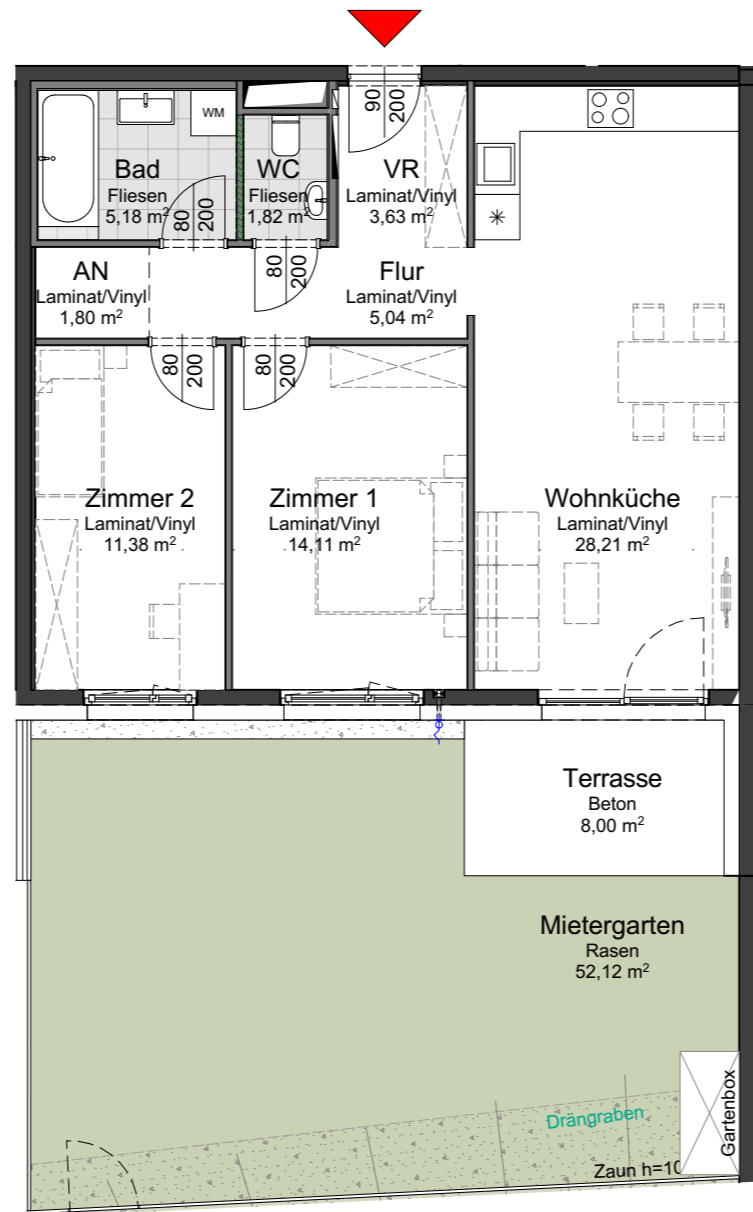 90
200
WM
Bad
Fliesen
5,18 m²
80
200
WC
Fliesen
1,82 m²
VR
Laminat/Vinyl
3,63 m²
AN
Laminat/Vinyl
1,80 m²
80
200
Flur
Laminat/Vinyl
5,04 m²
80
200
80
200
Zimmer 2
Laminat/Vinyl
11,38 m²
Zimmer 1
Laminat/Vinyl
14,11 m²
Wohnküche
Laminat/Vinyl
28,21 m²
Terrasse
Beton
8,00 m²
Mietergarten
Rasen
52,12 m²
Gartenbox
Drängraben
Zaun h=10